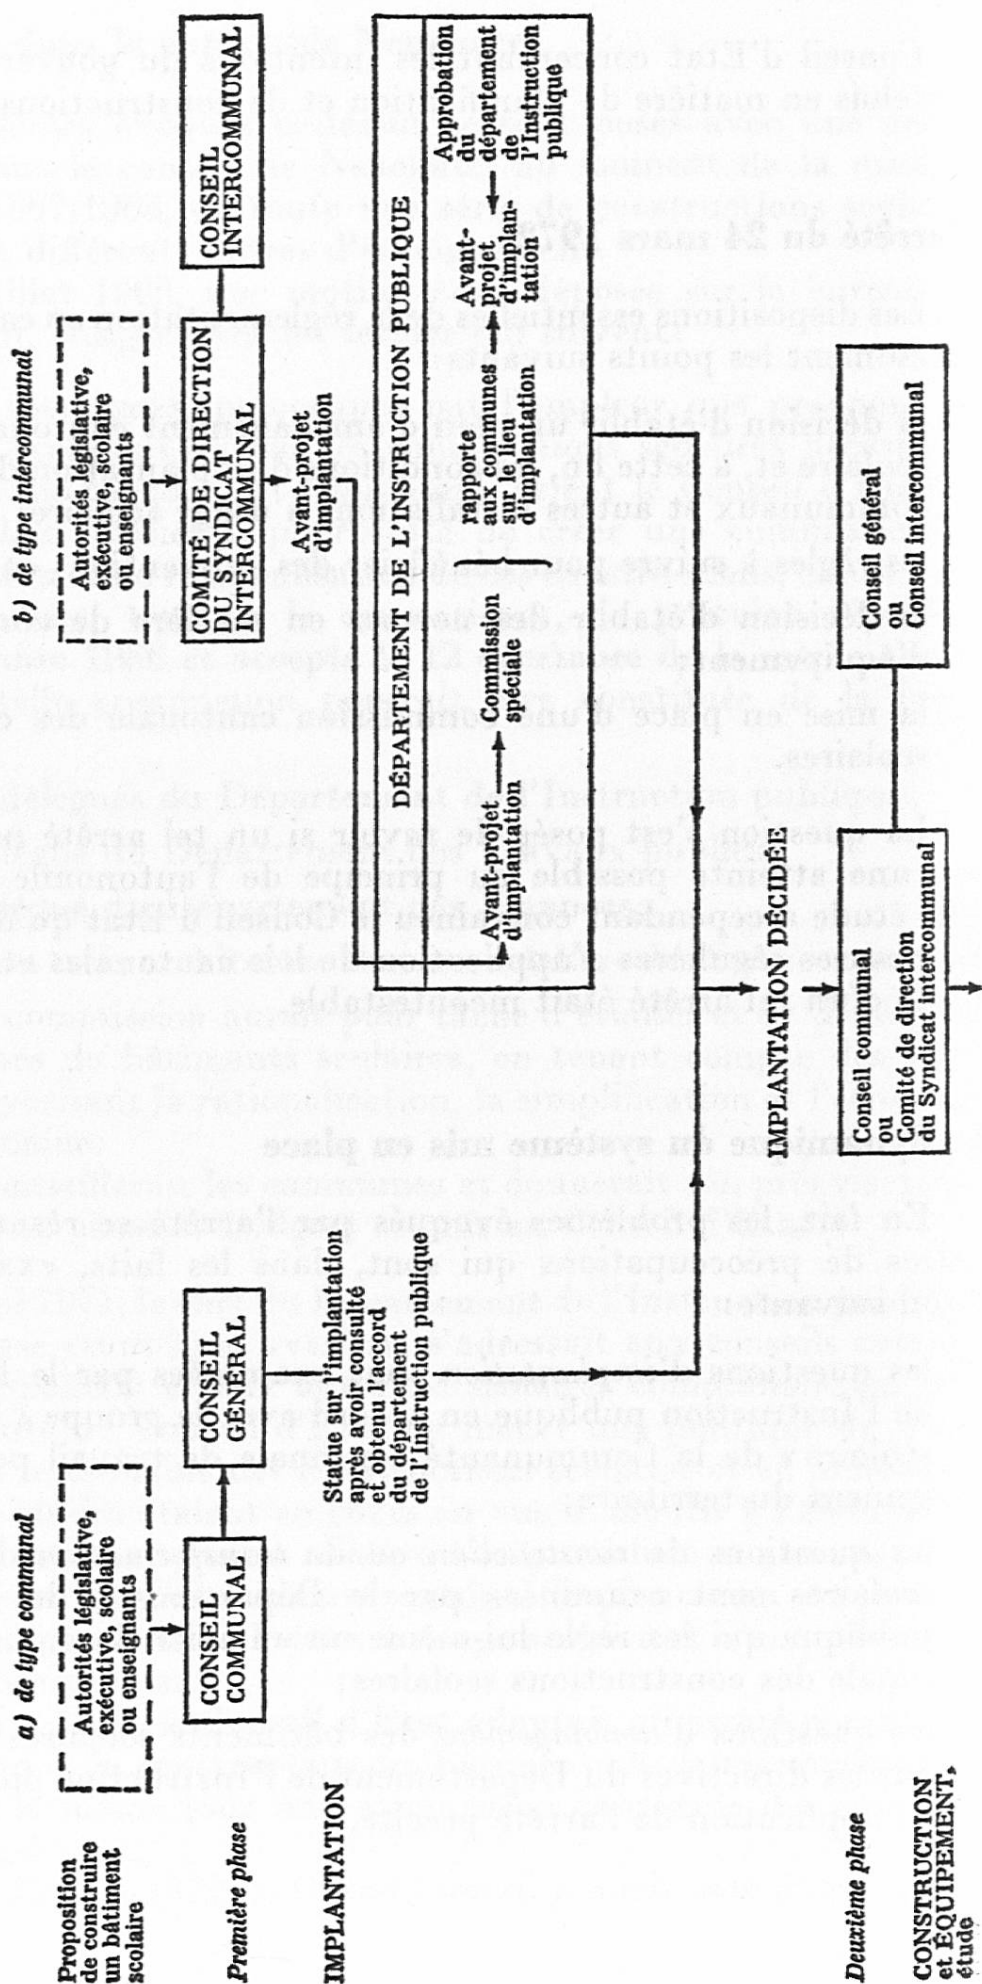 a) de type communal
b) de type intercommunal
Proposition
de construire
un bâtiment
scolaire
Autorités législative,
exécutive, scolaire
ou enseignants
Autorités législative,
exécutive, scolaire
ou enseignants
Première phase
CONSEIL
COMMUNAL
CONSEIL
GÉNÉRAL
COMITÉ DE DIRECTION
DU SYNDICAT
INTERCOMMUNAL
CONSEIL
INTERCOMMUNAL
IMPLANTATION
Statue sur l'implantation
après avoir consulté
et obtenu l'accord
du département
de l'Instruction publique
Avant-projet
d'implantation
DÉPARTEMENT DE L'INSTRUCTION PUBLIQUE
Avant-projet
d'implantation
Commission
spéciale
rapporte
aux communes
sur le lieu
d'implantation
Avant-
projet
d'implan-
tation
Approbation
du
département
de
l'Instruction
publique
IMPLANTATION DÉCIDÉE
Deuxième phase
CONSTRUCTION
et ÉQUIPEMENT,
étude
Conseil communal
ou
Comité de direction
du Syndicat intercommunal
Conseil général
ou
Conseil intercommunal